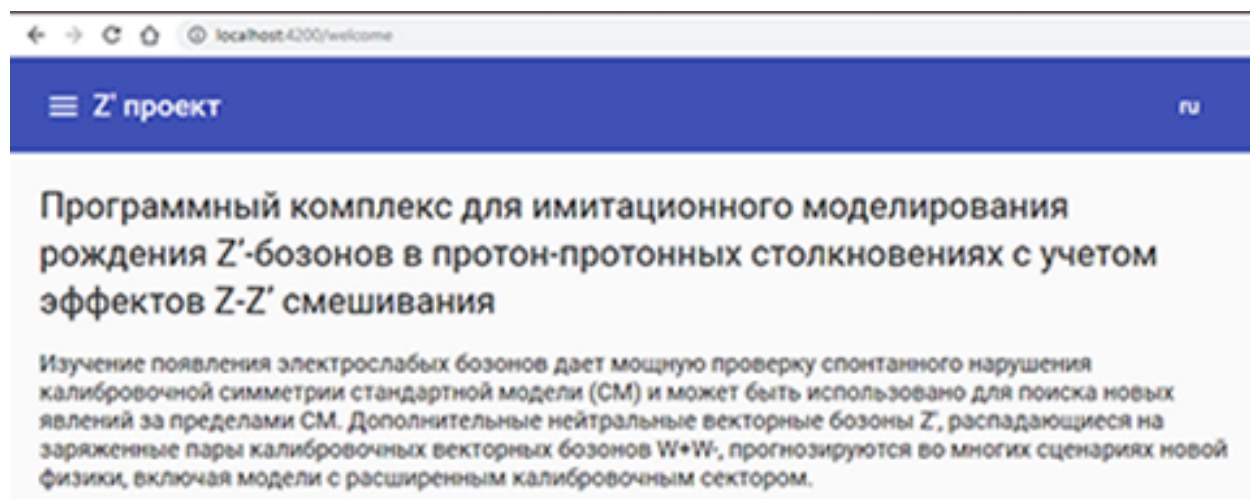 localhost:4200/welcome
Z' проект
ru
Программный комплекс для имитационного моделирования
рождения Z'-бозонов в протон-протонных столкновениях с учетом
эффектов Z-Z' смешивания
Изучение появления электрослабых бозонов дает мощную проверку спонтанного нарушения
калибровочной симметрии стандартной модели (СМ) и может быть использовано для поиска новых
явлений за пределами СМ. Дополнительные нейтральные векторные бозоны Z', распадающиеся на
заряженные пары калибровочных векторных бозонов W+W-, прогнозируются во многих сценариях новой
физики, включая модели с расширенным калибровочным сектором.